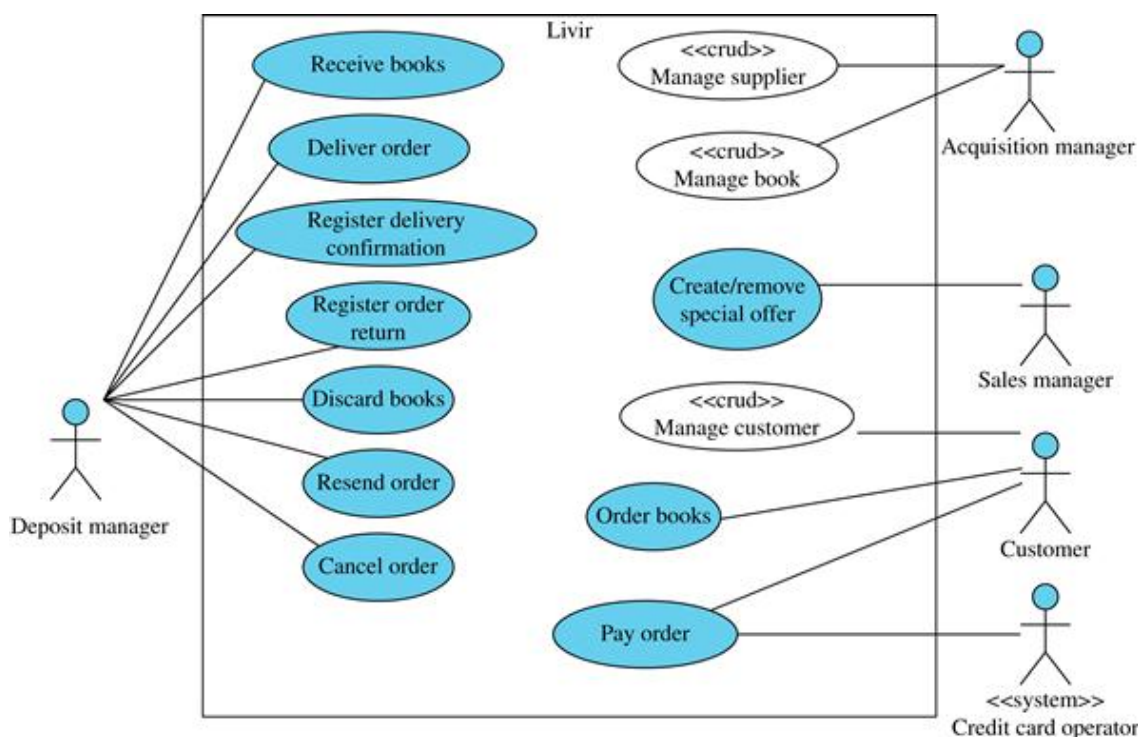 Livir
Receive books
Deliver order
Register delivery
confirmation
Register order
return
Discard books
Resend order
Cancel order
Deposit manager
<<crud>>
Manage supplier
<<crud>>
Manage book
Create/remove
special offer
<<crud>>
Manage customer
Order books
Pay order
Acquisition manager
Sales manager
Customer
<<system>>
Credit card operator